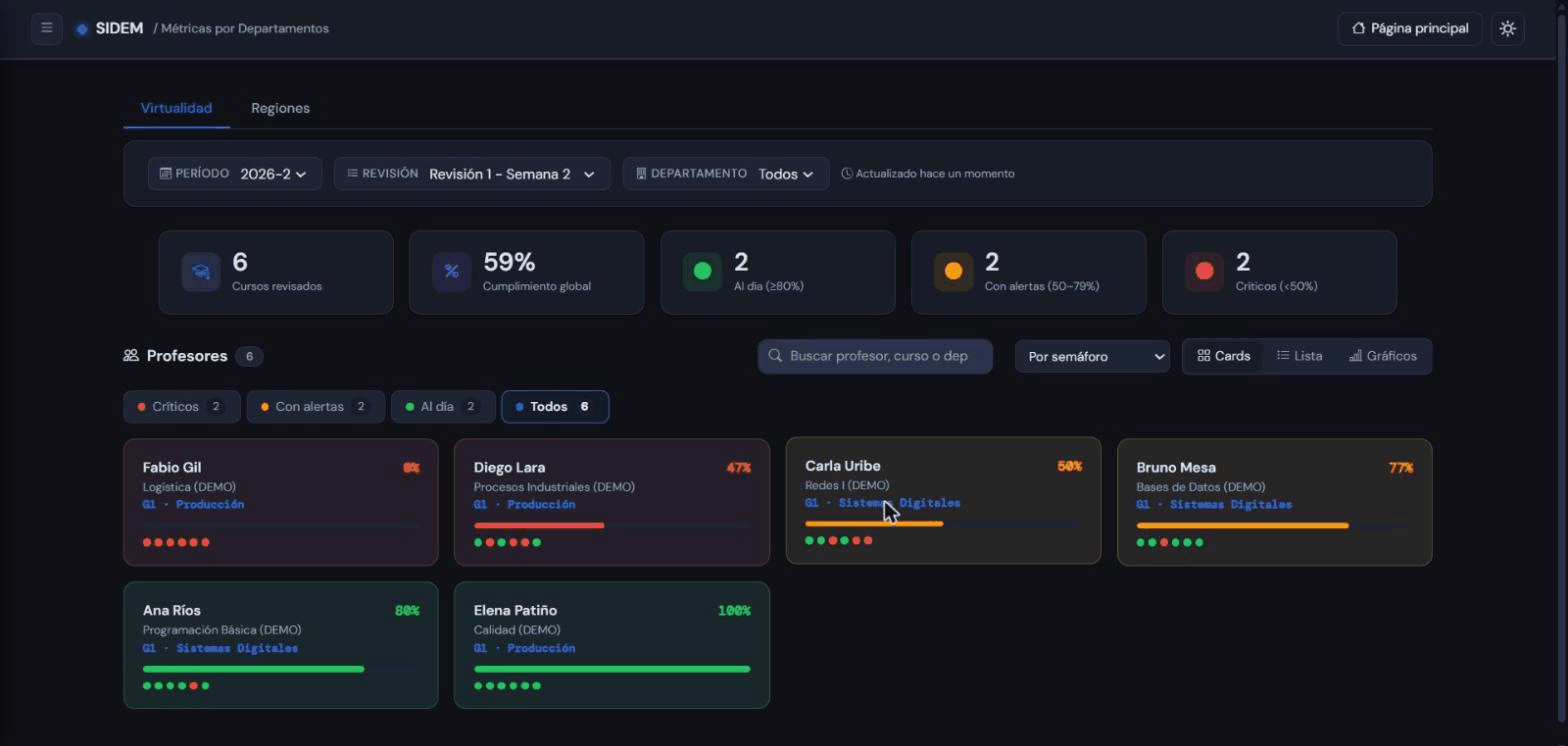 SIDEM / Métricas por Departamentos
Página principal
Virtualidad Regiones
PERÍODO 2026-2
REVISIÓN Revisión 1 - Semana 2
DEPARTAMENTO Todos
Actualizado hace un momento
6
Cursos revisados
%
59%
Cumplimiento global
2
Al día (≥80%)
2
Con alertas (50–79%)
2
Críticos (<50%)
Profesores 6
Buscar profesor, curso o dep
Por semáforo
Cards Lista Gráficos
Críticos 2
Con alertas 2
Al día 2
Todos 6
Fabio Gil 0%
Logística (DEMO)
G1 · Producción
Diego Lara 47%
Procesos Industriales (DEMO)
G1 · Producción
Carla Uribe 50%
Redes I (DEMO)
G1 · Sistemas Digitales
Bruno Mesa 77%
Bases de Datos (DEMO)
G1 · Sistemas Digitales
Ana Ríos 80%
Programación Básica (DEMO)
G1 · Sistemas Digitales
Elena Patiño 100%
Calidad (DEMO)
G1 · Producción